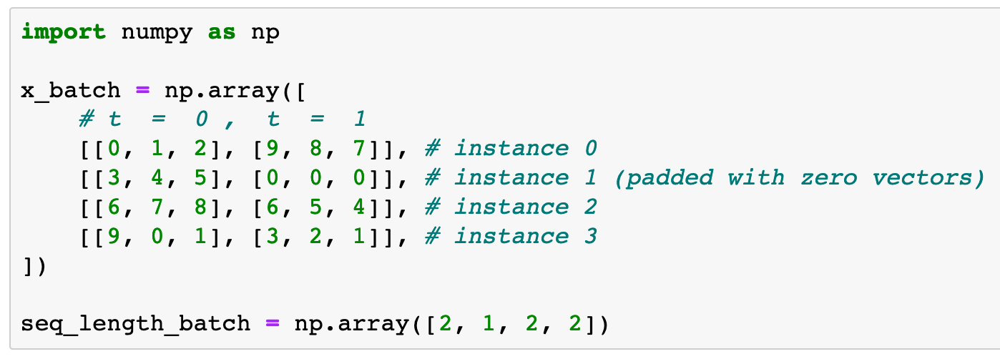 import numpy as np
x_batch = np.array([
# t = 0 , t = 1
[[0, 1, 2], [9, 8, 7]], # instance 0
[[3, 4, 5], [0, 0, 0]], # instance 1 (padded with zero vectors)
[[6, 7, 8], [6, 5, 4]], # instance 2
[[9, 0, 1], [3, 2, 1]], # instance 3
])
seq_length_batch = np.array([2, 1, 2, 2])